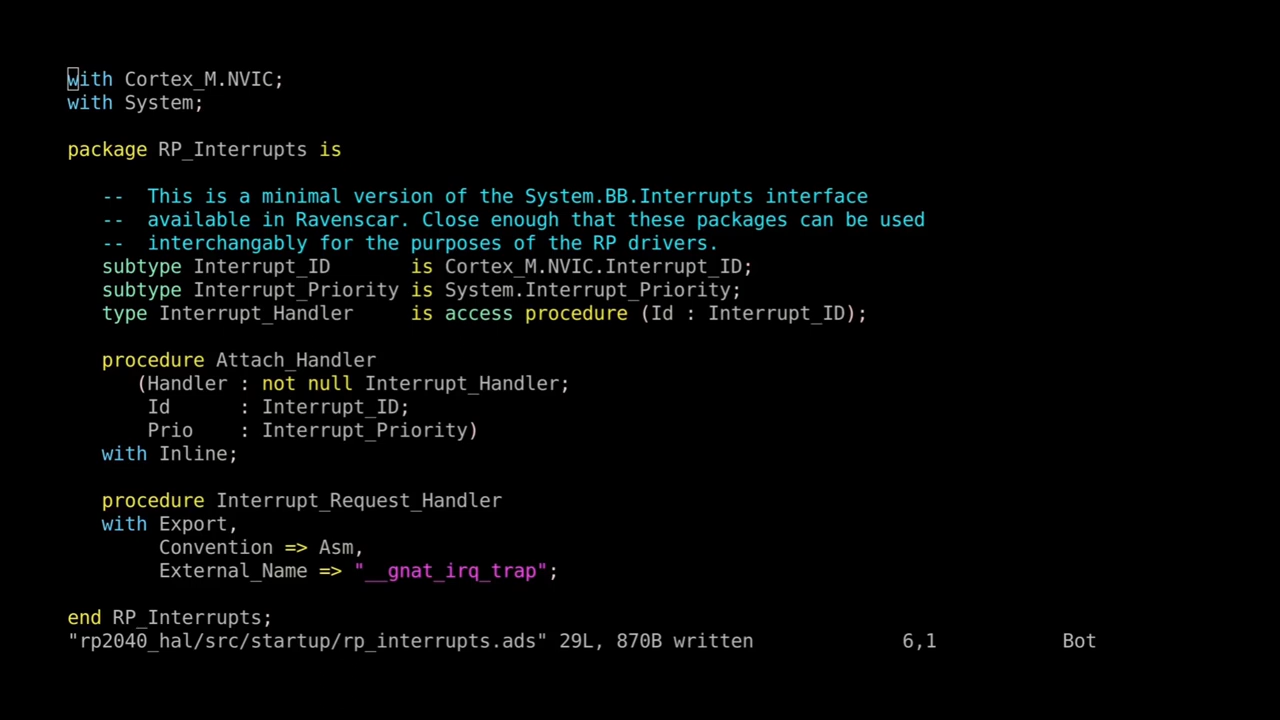 with Cortex_M.NVIC;
with System;

package RP_Interrupts is

   --  This is a minimal version of the System.BB.Interrupts interface
   --  available in Ravenscar. Close enough that these packages can be used
   --  interchangably for the purposes of the RP drivers.
   subtype Interrupt_ID       is Cortex_M.NVIC.Interrupt_ID;
   subtype Interrupt_Priority is System.Interrupt_Priority;
   type Interrupt_Handler     is access procedure (Id : Interrupt_ID);

   procedure Attach_Handler
      (Handler : not null Interrupt_Handler;
       Id      : Interrupt_ID;
       Prio    : Interrupt_Priority)
   with Inline;

   procedure Interrupt_Request_Handler
   with Export,
        Convention => Asm,
        External_Name => "__gnat_irq_trap";

end RP_Interrupts;
"rp2040_hal/src/startup/rp_interrupts.ads" 29L, 870B written             6,1           Bot